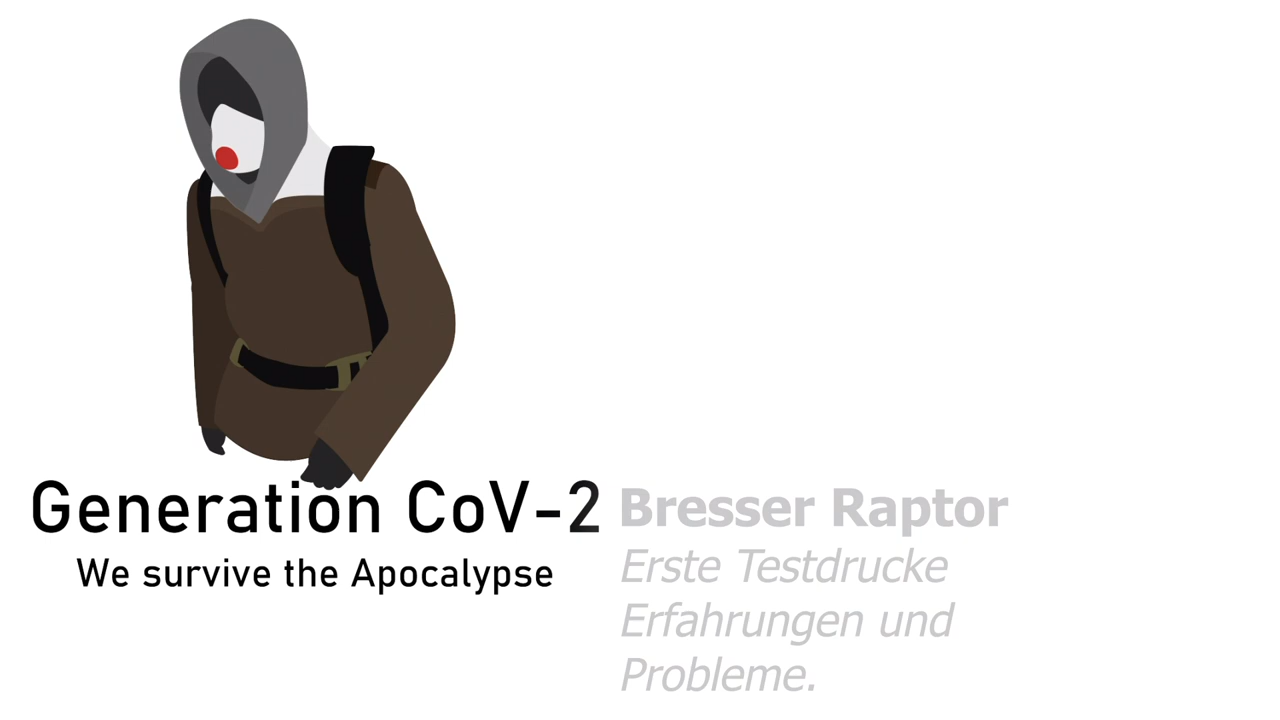 Generation CoV-2
We survive the Apocalypse
Bresser Raptor
Erste Testdrucke
Erfahrungen und
Probleme.